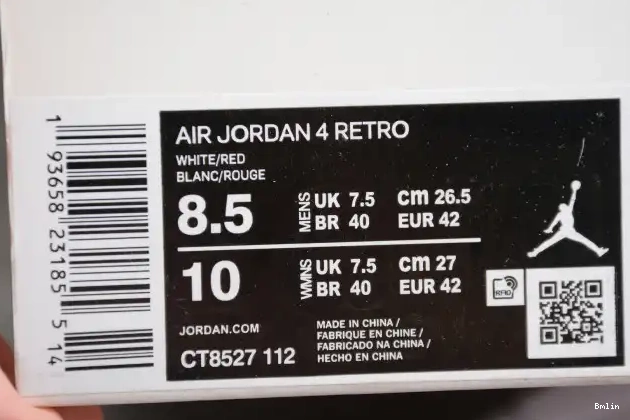 1 93658 23185 5 14
AIR JORDAN 4 RETRO
WHITE/RED
BLANC/ROUGE
8.5 MENS UK 7.5 cm 26.5
BR 40 EUR 42
10 WMNS UK 7.5 cm 27
BR 40 EUR 42
RFID
JORDAN.COM
CT8527 112
MADE IN CHINA /
FABRIQUE EN CHINE /
FABRICADO NA CHINA /
HECHO EN CHINA
Bmlin